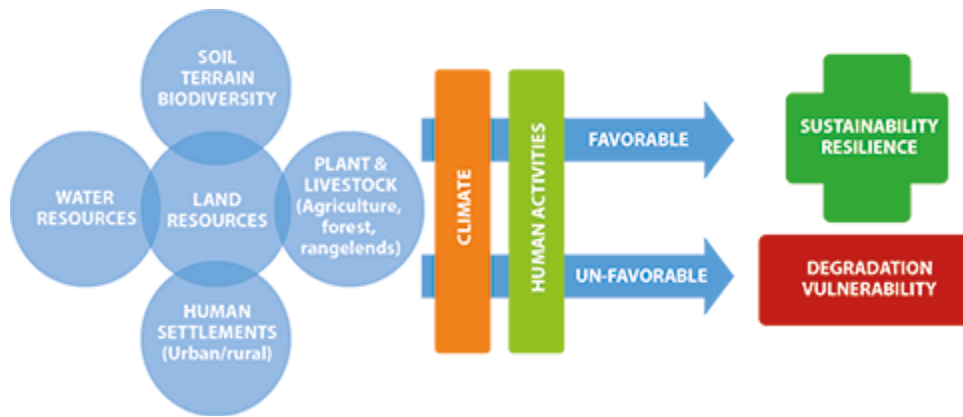 SOIL
TERRAIN
BIODIVERSITY
WATER
RESOURCES
LAND
RESOURCES
PLANT &
LIVESTOCK
(Agriculture,
forest,
rangelends)
HUMAN
SETTLEMENTS
(Urban/rural)
CLIMATE
HUMAN ACTIVITIES
FAVORABLE
UN-FAVORABLE
SUSTAINABILITY
RESILIENCE
DEGRADATION
VULNERABILITY